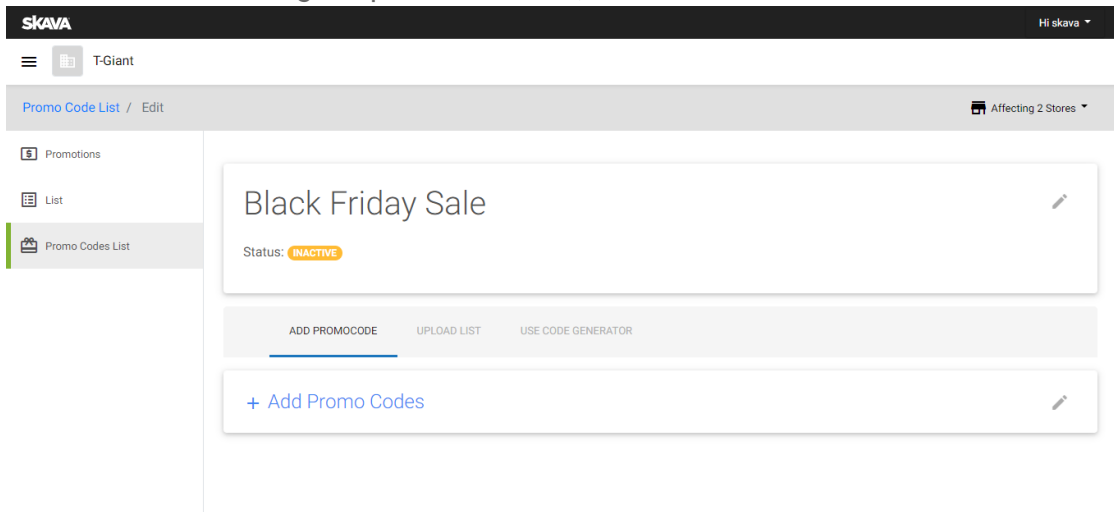 SKAVA
Hi skava
T-Giant
Promo Code List / Edit
Affecting 2 Stores
Promotions
List
Promo Codes List
Black Friday Sale
Status: INACTIVE
ADD PROMOCODE UPLOAD LIST USE CODE GENERATOR
+ Add Promo Codes